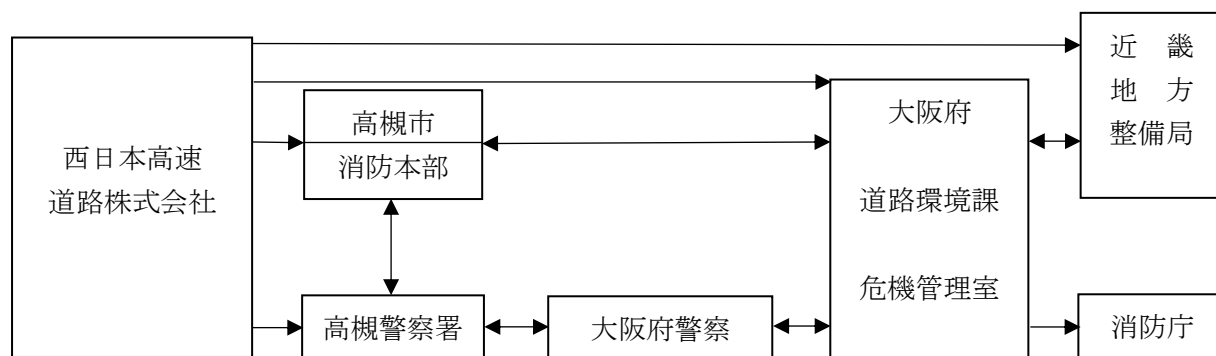 西日本高速
道路株式会社
高槻市
消防本部
高槻警察署
大阪府警察
大阪府
道路環境課
危機管理室
近　畿
地　方
整備局
消防庁